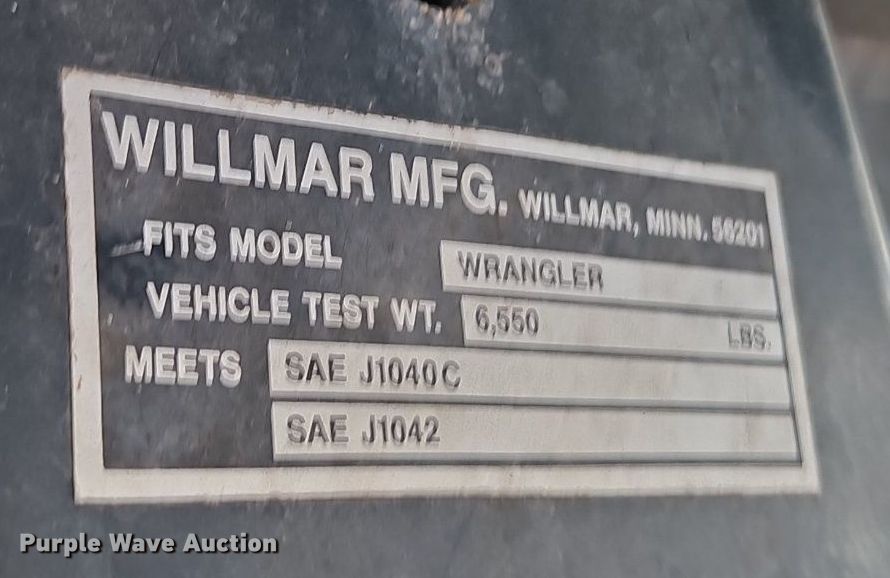 WILLMAR MFG. WILLMAR, MINN. 56201
FITS MODEL WRANGLER
VEHICLE TEST WT. 6,550 LBS.
MEETS SAE J1040C
SAE J1042
Purple Wave Auction